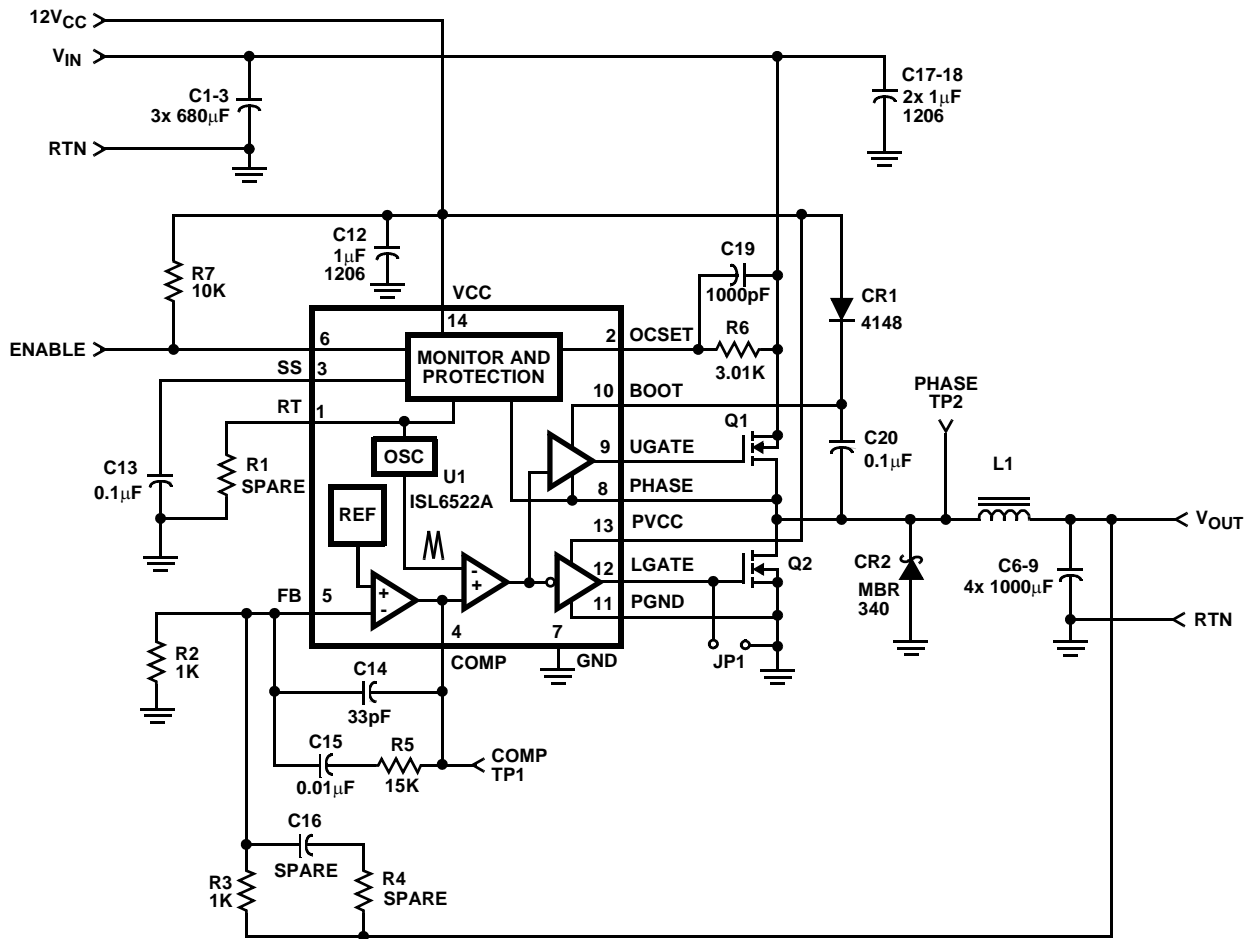 12VCC
VIN
C1-3
3x 680μF
RTN
C17-18
2x 1μF
1206
C12
1μF
1206
R7
10K
C19
1000pF
CR1
4148
VCC
14
ENABLE
6
MONITOR AND
PROTECTION
2
OCSET
R6
3.01K
SS
3
10
BOOT
PHASE
TP2
RT
1
Q1
OSC
9
UGATE
C20
0.1μF
C13
0.1μF
R1
SPARE
U1
ISL6522A
8
PHASE
L1
REF
13
PVCC
VOUT
12
LGATE
Q2
CR2
MBR
340
C6-9
4x 1000μF
FB
5
+
-
-
+
11
PGND
RTN
R2
1K
4
COMP
7
GND
JP1
C14
33pF
C15
0.01μF
R5
15K
COMP
TP1
C16
SPARE
R3
1K
R4
SPARE